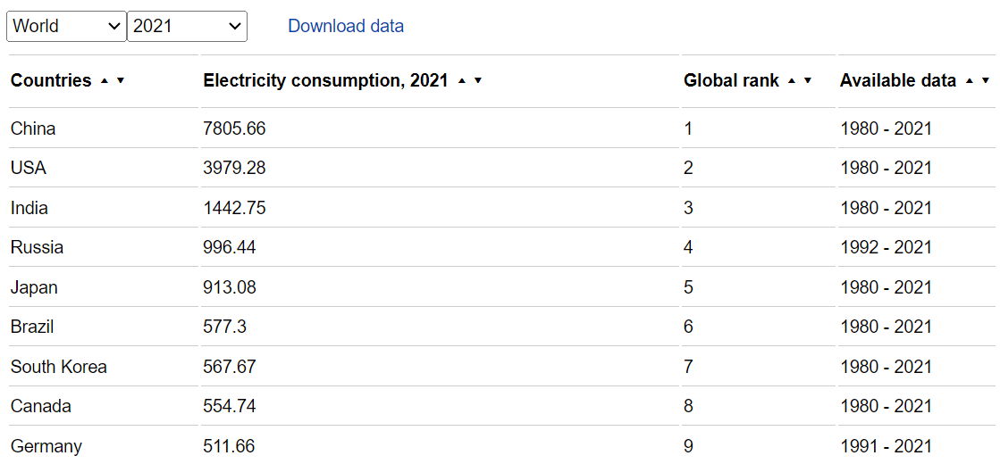 World 2021 Download data
Countries ▲ ▼ Electricity consumption, 2021 ▲ ▼ Global rank ▲ ▼ Available data ▲ ▼
China 7805.66 1 1980 - 2021
USA 3979.28 2 1980 - 2021
India 1442.75 3 1980 - 2021
Russia 996.44 4 1992 - 2021
Japan 913.08 5 1980 - 2021
Brazil 577.3 6 1980 - 2021
South Korea 567.67 7 1980 - 2021
Canada 554.74 8 1980 - 2021
Germany 511.66 9 1991 - 2021